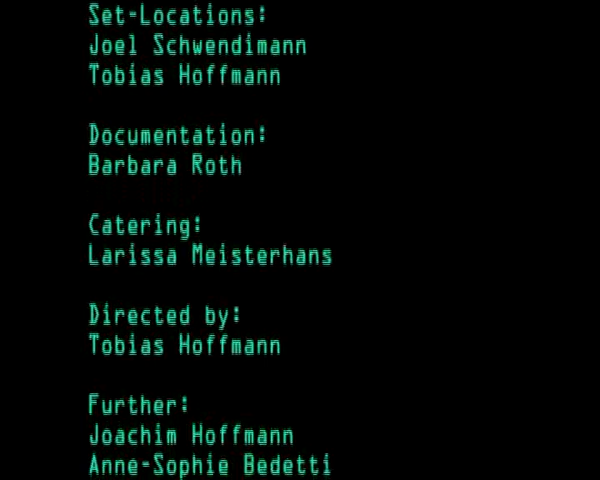 Set-Locations:
Joel Schwendimann
Tobias Hoffmann
Documentation:
Barbara Roth
Catering:
Larissa Meisterhans
Directed by:
Tobias Hoffmann
Further:
Joachim Hoffmann
Anne-Sophie Bedetti